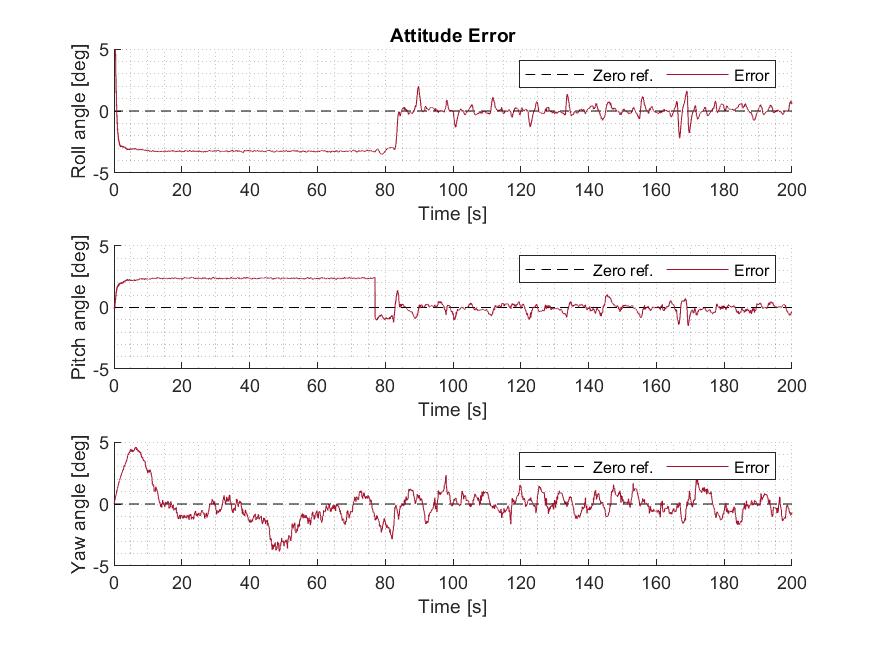 Attitude Error
Roll angle [deg]
5
0
-5
Zero ref. Error
0 20 40 60 80 100 120 140 160 180 200
Time [s]
Pitch angle [deg]
5
0
-5
Zero ref. Error
0 20 40 60 80 100 120 140 160 180 200
Time [s]
Yaw angle [deg]
5
0
-5
Zero ref. Error
0 20 40 60 80 100 120 140 160 180 200
Time [s]